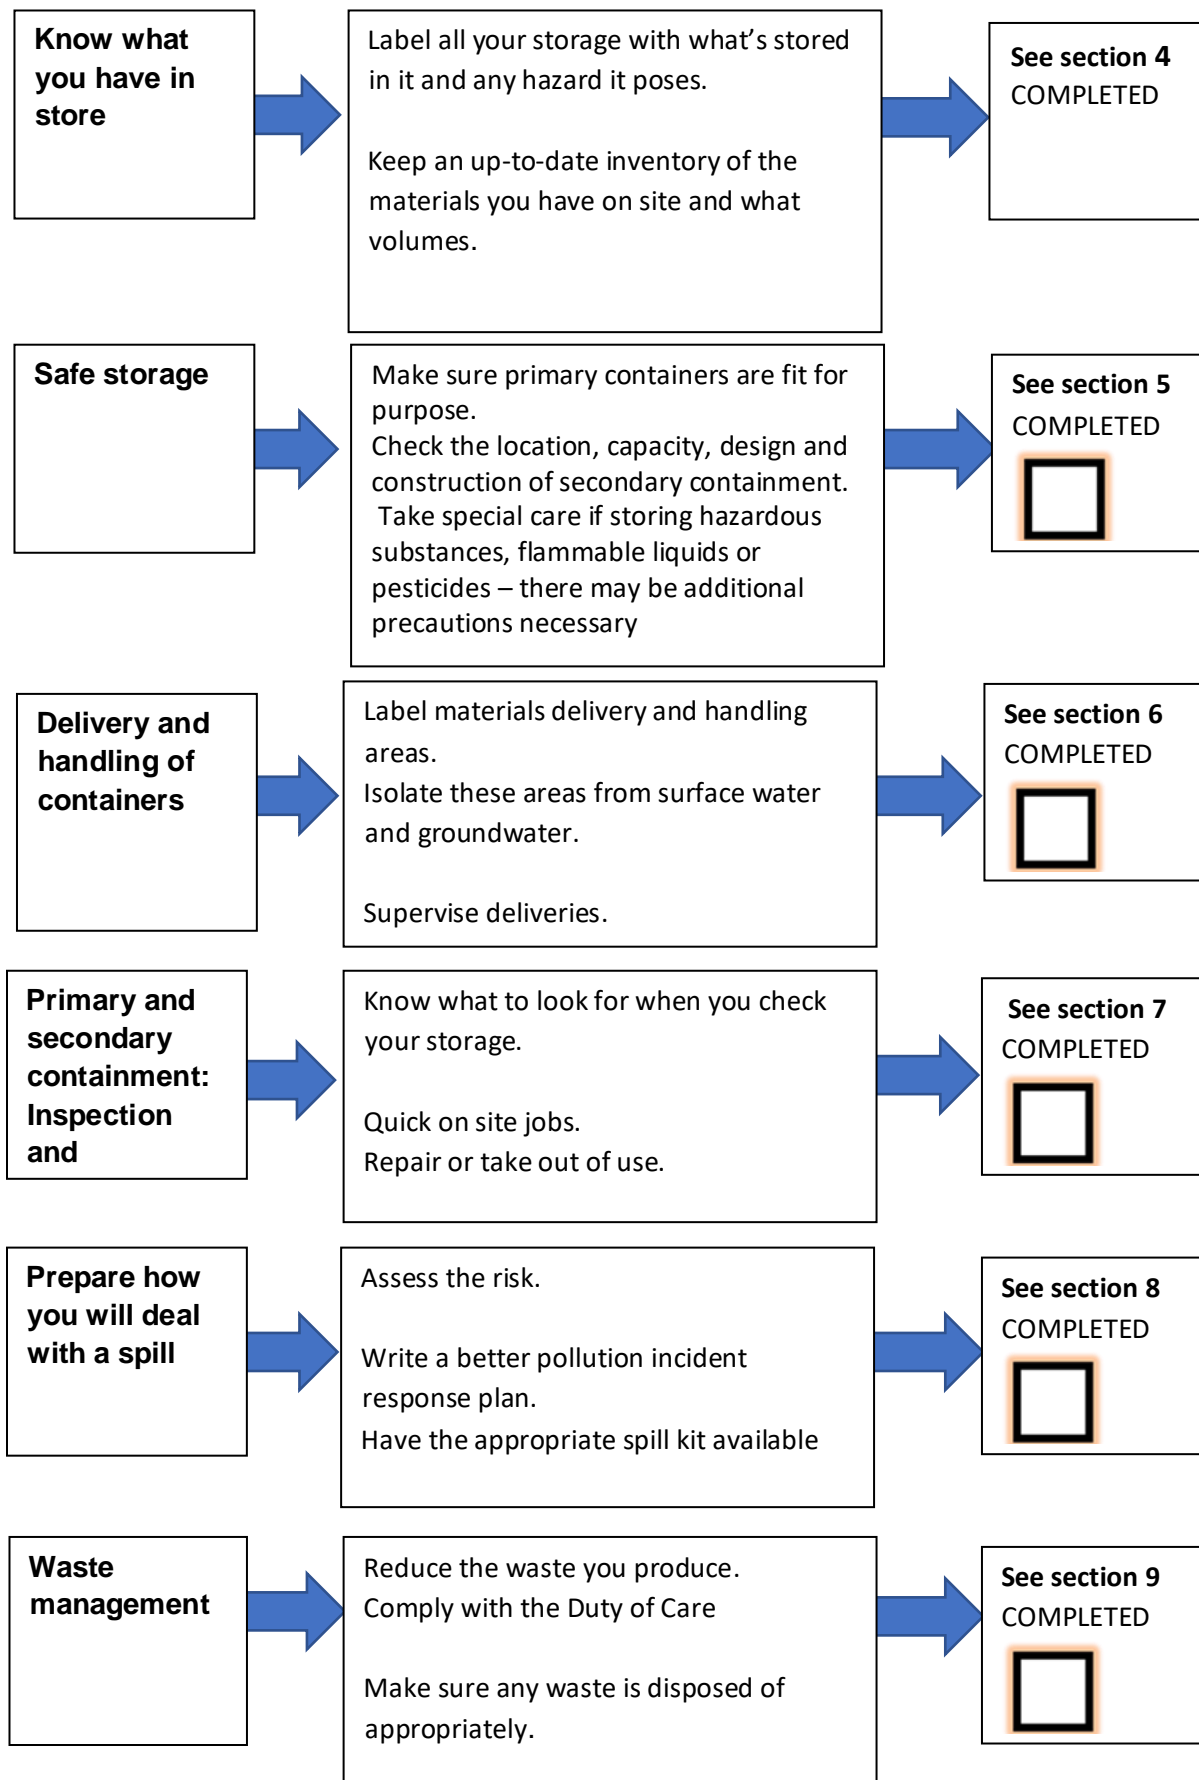 Know what
you have in
store
Label all your storage with what’s stored
in it and any hazard it poses.
Keep an up-to-date inventory of the
materials you have on site and what
volumes.
See section 4
COMPLETED
Safe storage
Make sure primary containers are fit for
purpose.
Check the location, capacity, design and
construction of secondary containment.
Take special care if storing hazardous
substances, flammable liquids or
pesticides – there may be additional
precautions necessary
See section 5
COMPLETED
Delivery and
handling of
containers
Label materials delivery and handling
areas.
Isolate these areas from surface water
and groundwater.
Supervise deliveries.
See section 6
COMPLETED
Primary and
secondary
containment:
Inspection
and
Know what to look for when you check
your storage.
Quick on site jobs.
Repair or take out of use.
See section 7
COMPLETED
Prepare how
you will deal
with a spill
Assess the risk.
Write a better pollution incident
response plan.
Have the appropriate spill kit available
See section 8
COMPLETED
Waste
management
Reduce the waste you produce.
Comply with the Duty of Care
Make sure any waste is disposed of
appropriately.
See section 9
COMPLETED